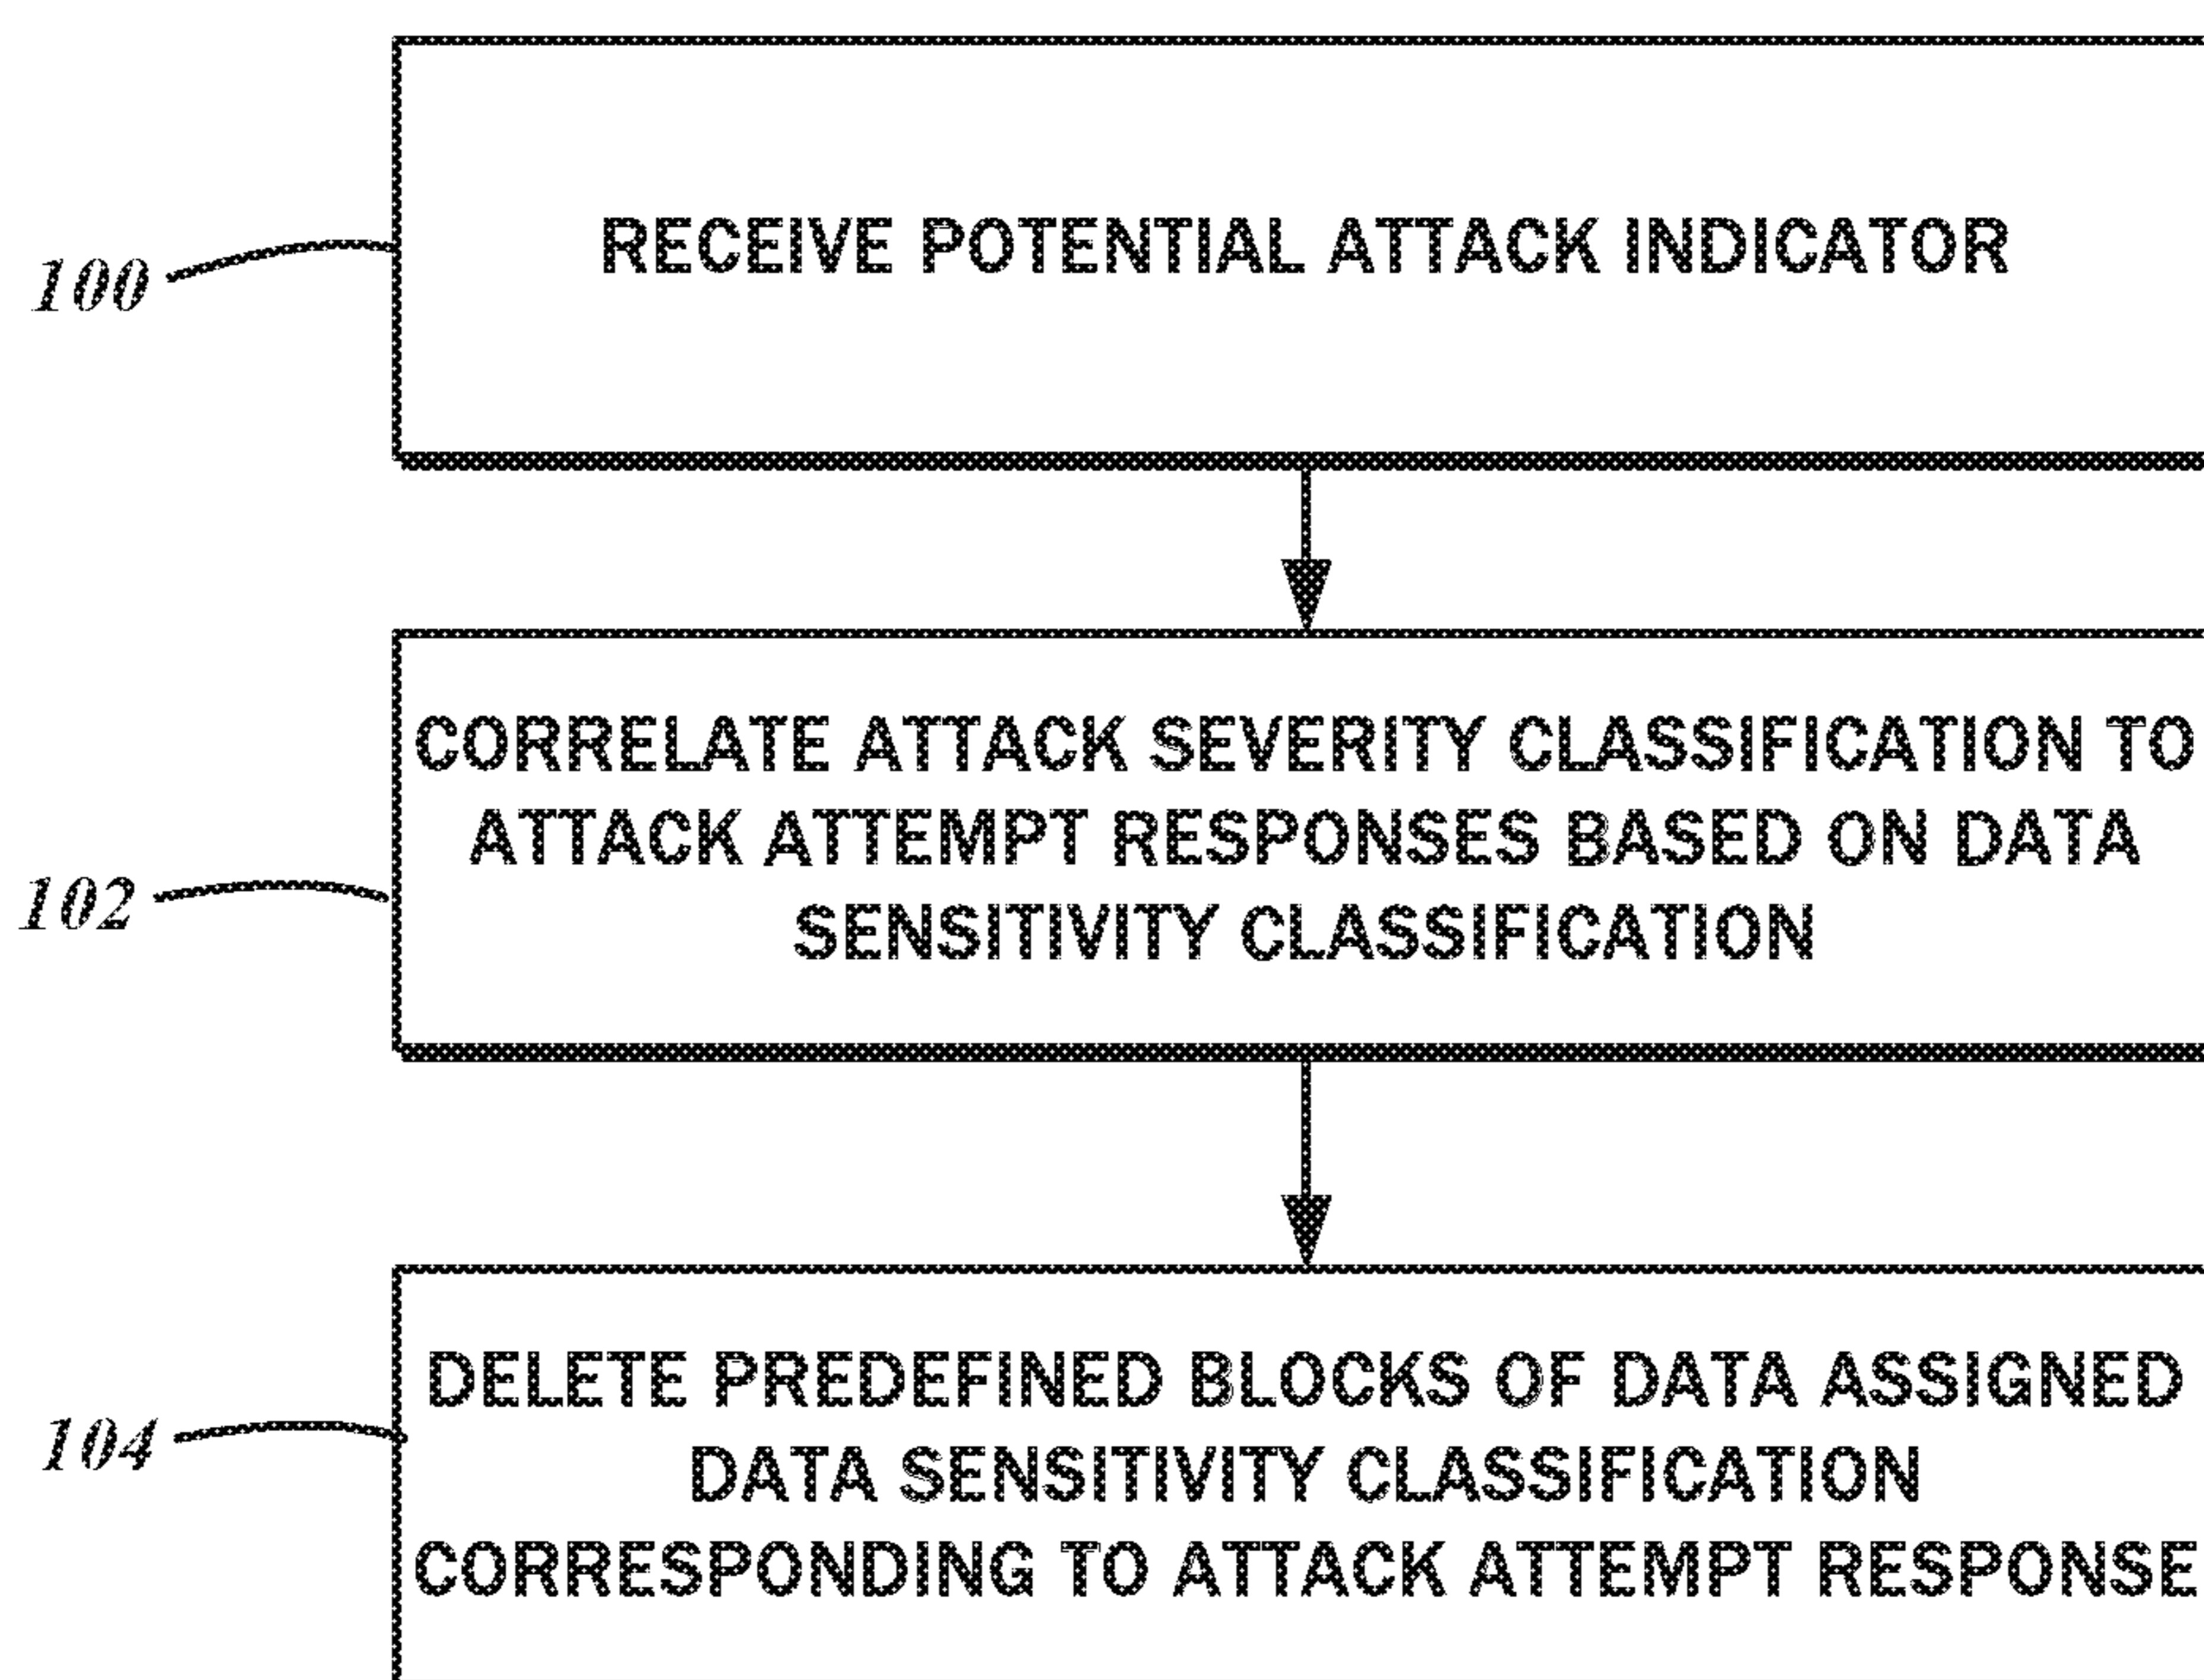 RECEIVE POTENTIAL ATTACK INDICATOR
100
CORRELATE ATTACK SEVERITY CLASSIFICATION TO
ATTACK ATTEMPT RESPONSES BASED ON DATA
SENSITIVITY CLASSIFICATION
102
DELETE PREDEFINED BLOCKS OF DATA ASSIGNED
DATA SENSITIVITY CLASSIFICATION
CORRESPONDING TO ATTACK ATTEMPT RESPONSE
104